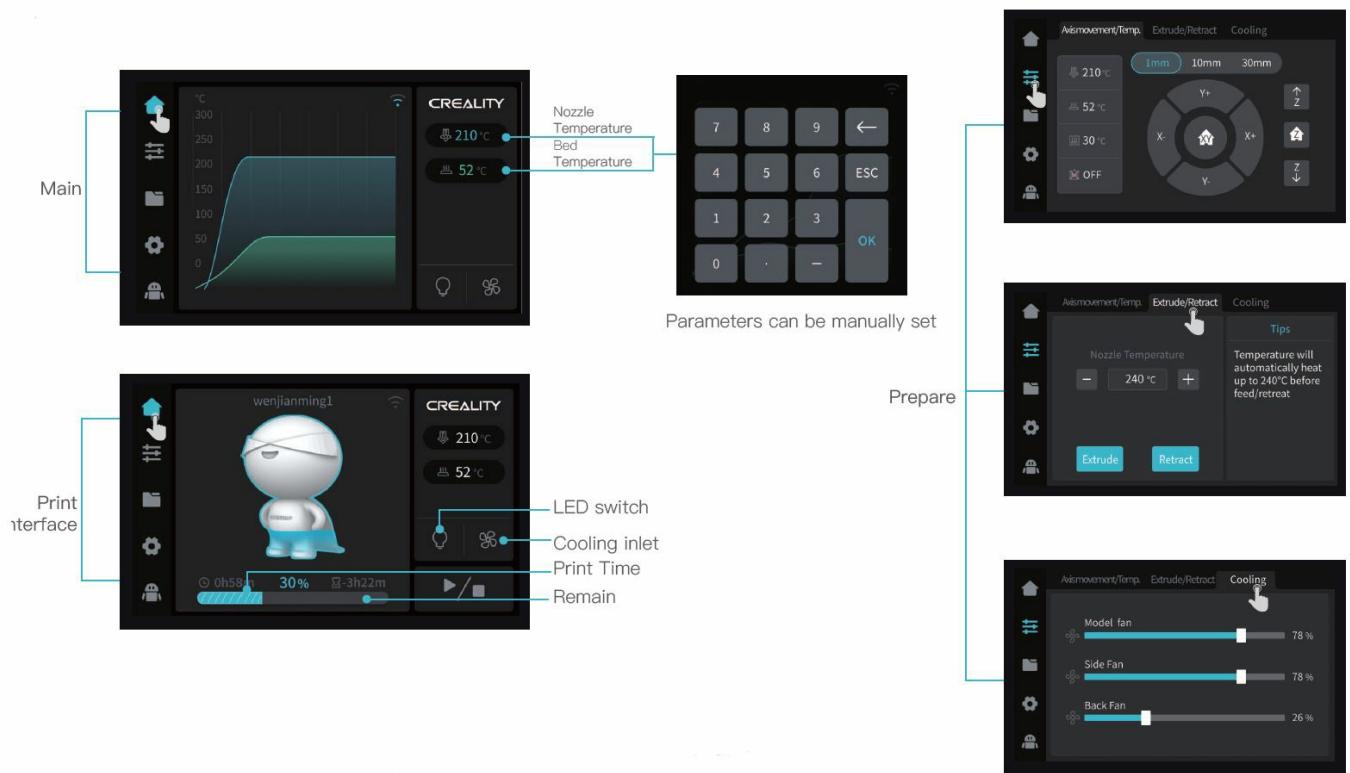 Main
°C
300
250
200
150
100
50
0
CREALITY
210 °C
52 °C
Nozzle
Temperature
Bed
Temperature
7 8 9 ←
4 5 6 ESC
1 2 3
OK
0 . –
Parameters can be manually set
Print
nterface
wenjianming1
CREALITY
210 °C
52 °C
0h58m 30% -3h22m
LED switch
Cooling inlet
Print Time
Remain
Prepare
Axismovement/Temp. Extrude/Retract Cooling
210 °C
52 °C
30 °C
OFF
1mm 10mm 30mm
Y+
X- XY X+
Y-
↑
Z
Z
Z
↓
Axismovement/Temp. Extrude/Retract Cooling
Nozzle Temperature
– 240 °C +
Extrude Retract
Tips
Temperature will
automatically heat
up to 240°C before
feed/retreat
Axismovement/Temp. Extrude/Retract Cooling
Model fan
78 %
Side Fan
78 %
Back Fan
26 %